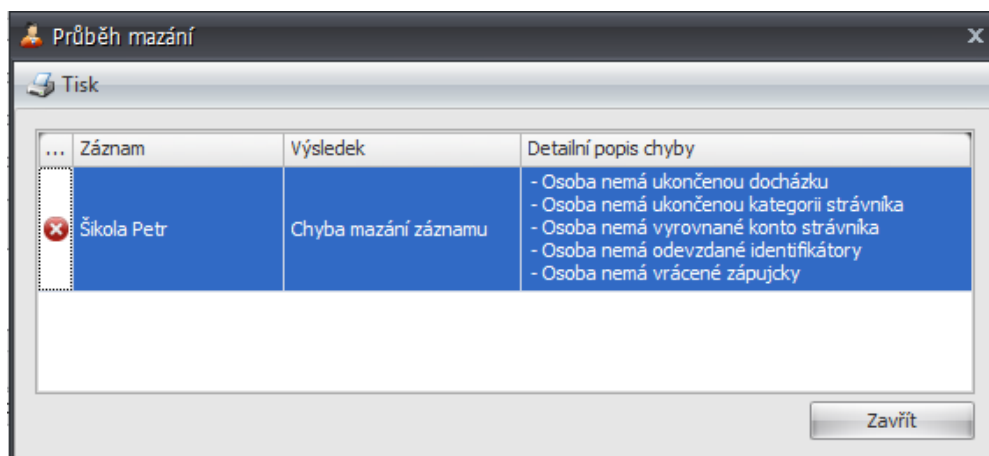 Průběh mazání
Tisk
... Záznam Výsledek Detailní popis chyby
- Osoba nemá ukončenou docházku
- Osoba nemá ukončenou kategorii strávníka
Šikola Petr Chyba mazání záznamu - Osoba nemá vyrovnané konto strávníka
- Osoba nemá odevzdané identifikátory
- Osoba nemá vrácené zápujcky
Zavřít